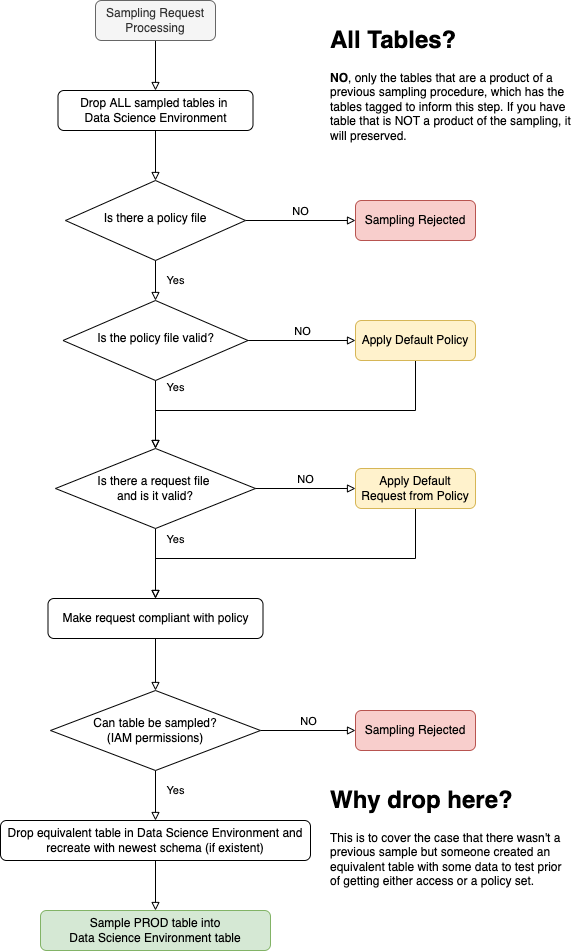 Sampling Request
Processing
All Tables?
NO, only the tables that are a product of a
previous sampling procedure, which has the
tables tagged to inform this step. If you have
table that is NOT a product of the sampling, it
will preserved.
Drop ALL sampled tables in
Data Science Environment
Is there a policy file
NO
Sampling Rejected
Yes
Is the policy file valid?
NO
Apply Default Policy
Yes
Is there a request file
and is it valid?
NO
Apply Default
Request from Policy
Yes
Make request compliant with policy
Can table be sampled?
(IAM permissions)
NO
Sampling Rejected
Yes
Why drop here?
This is to cover the case that there wasn't a
previous sample but someone created an
equivalent table with some data to test prior
of getting either access or a policy set.
Drop equivalent table in Data Science Environment and
recreate with newest schema (if existent)
Sample PROD table into
Data Science Environment table